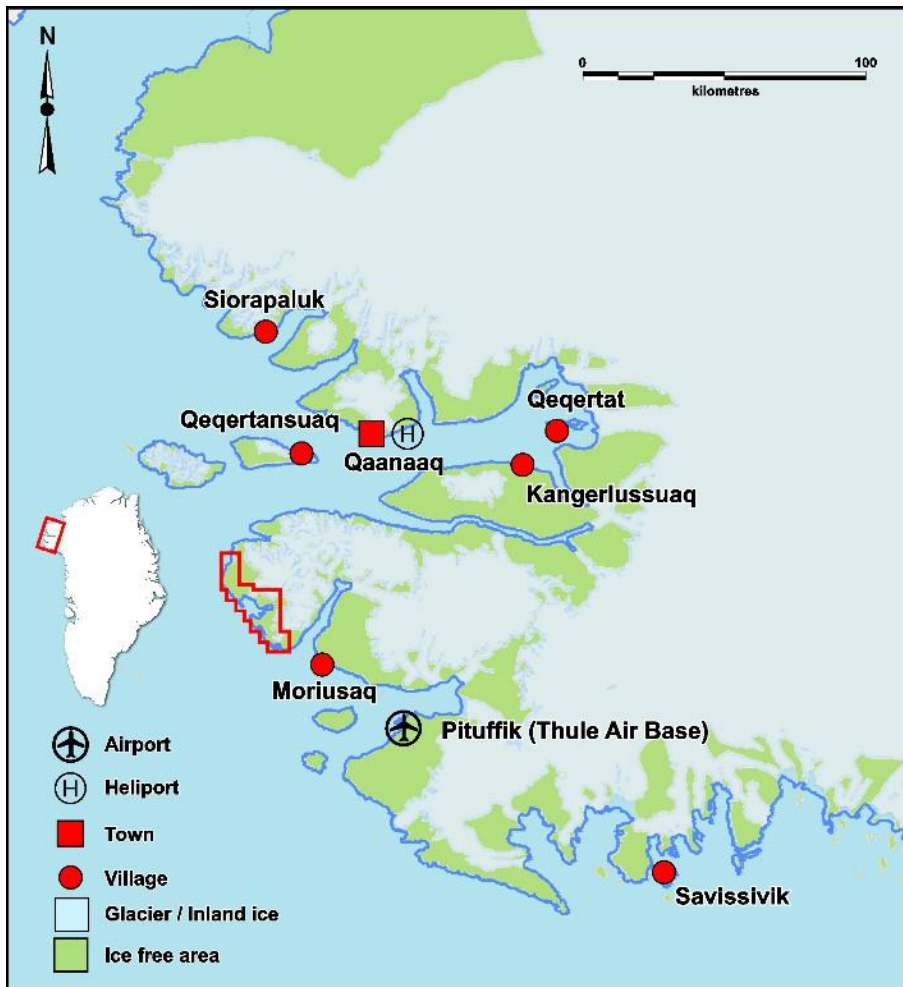 N
0 100
kilometres
Siorapaluk
Qeqertat
Qeqertansuaq
H
Qaanaaq
Kangerlussuaq
Moriusaq
Pituffik (Thule Air Base)
Airport
H Heliport
Town
Village
Savissivik
Glacier / Inland ice
Ice free area